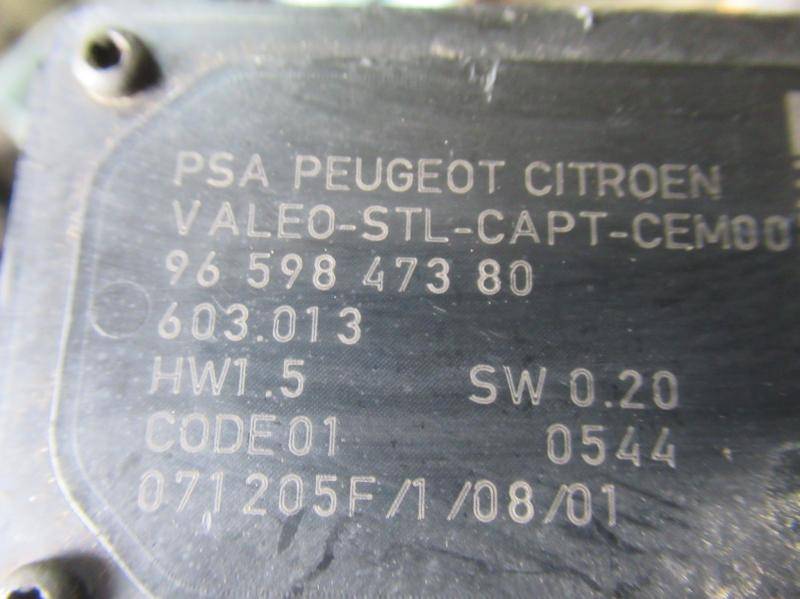 PSA PEUGEOT CITROEN
VALEO-STL-CAPT-CEM00
96 598 473 80
603.013
HW1.5 SW 0.20
CODE01 0544
071205F/1/08/01